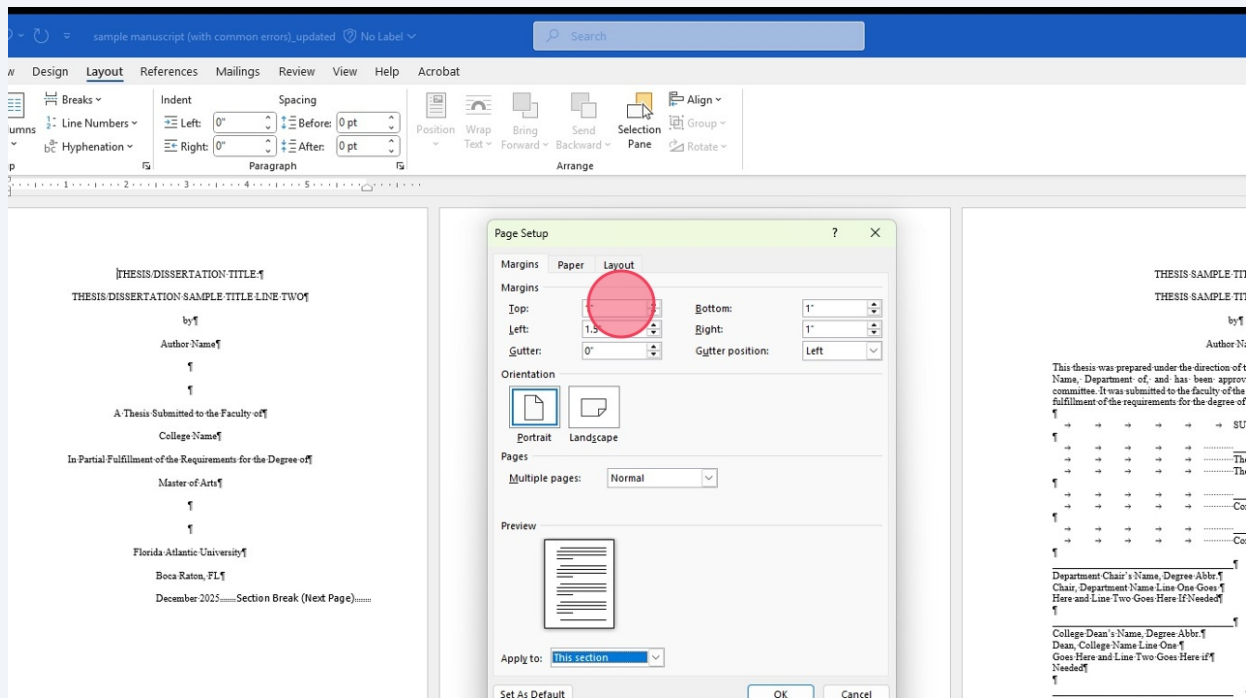 sample manuscript (with common errors)_updated No Label
Search
Design Layout References Mailings Review View Help Acrobat
Breaks
Line Numbers
Hyphenation
Indent Spacing
Left: 0" Before: 0 pt
Right: 0" After: 0 pt
Paragraph
Position
Wrap Text
Bring Forward
Send Backward
Selection Pane
Align
Group
Rotate
Arrange
1 2 3 4 5
THESIS/DISSERTATION·TITLE:¶
THESIS/DISSERTATION·SAMPLE·TITLE·LINE·TWO¶
by¶
Author·Name¶
¶
¶
A·Thesis·Submitted·to·the·Faculty·of¶
College·Name¶
In·Partial·Fulfillment·of·the·Requirements·for·the·Degree·of¶
Master·of·Arts¶
¶
¶
Florida·Atlantic·University¶
Boca·Raton,·FL¶
December·2025 Section Break (Next Page)
Page Setup ?
Margins Paper Layout
Margins
Top: Bottom: 1"
Left: 1.5" Right: 1"
Gutter: 0" Gutter position: Left
Orientation
Portrait Landscape
Pages
Multiple pages: Normal
Preview
Apply to: This section
Set As Default OK Cancel
THESIS·SAMPLE·TIT
THESIS·SAMPLE·TIT
by¶
Author·Na
This·thesis·was·prepared·under·the·direction·of·t
Name,·Department·of,·and·has·been·approv
committee.·It·was·submitted·to·the·faculty·of·the
fulfillment·of·the·requirements·for·the·degree·of
¶
SU
¶
The
The
¶
Co
¶
Co
¶
¶
Department·Chair's·Name,·Degree·Abbr.¶
Chair,·Department·Name·Line·One·Goes·¶
Here·and·Line·Two·Goes·Here·If·Needed¶
¶
¶
College·Dean's·Name,·Degree·Abbr.¶
Dean,·College·Name·Line·One·¶
Goes·Here·and·Line·Two·Goes·Here·if¶
Needed¶
¶